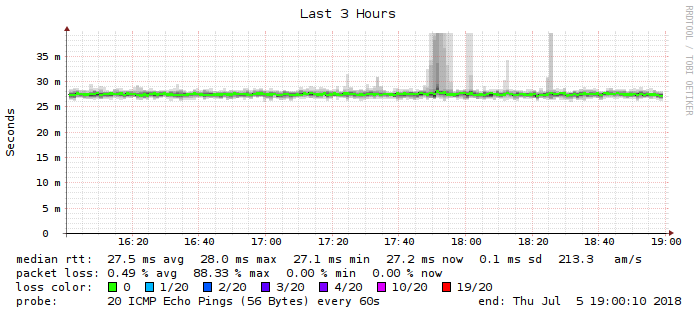 Last 3 Hours
RRDTOOL / TOBI OETIKER
Seconds
35 m
30 m
25 m
20 m
15 m
10 m
5 m
0
16:20 16:40 17:00 17:20 17:40 18:00 18:20 18:40 19:00
median rtt: 27.5 ms avg 28.0 ms max 27.1 ms min 27.2 ms now 0.1 ms sd 213.3 am/s
packet loss: 0.49 % avg 88.33 % max 0.00 % min 0.00 % now
loss color: 0 1/20 2/20 3/20 4/20 10/20 19/20
probe: 20 ICMP Echo Pings (56 Bytes) every 60s end: Thu Jul 5 19:00:10 2018